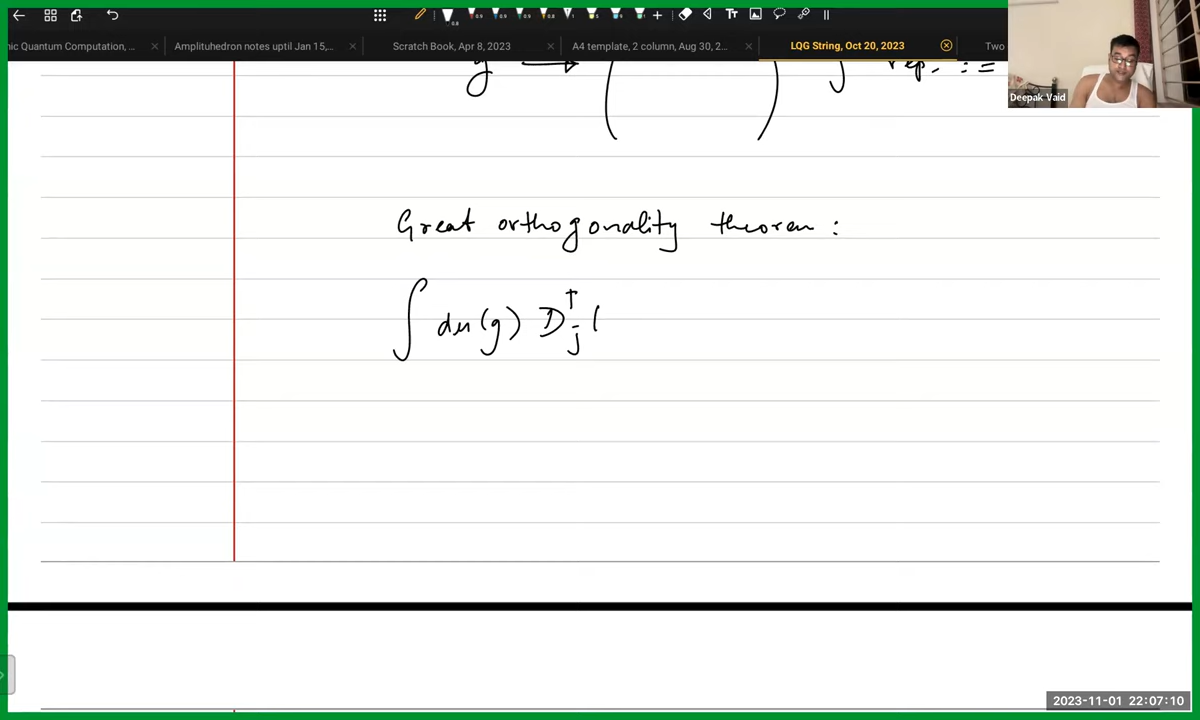 ic Quantum Computation, ... Amplituhedron notes uptil Jan 15,... Scratch Book, Apr 8, 2023 A4 template, 2 column, Aug 30, 2... LQG String, Oct 20, 2023 Two
g → ( ) j rep. :=
Deepak Vaid
Great orthogonality theorem :
∫ dμ(g) D†j (
2023-11-01 22:07:10